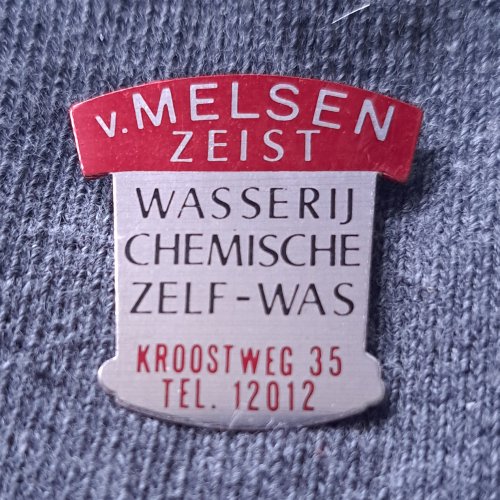 v. MELSEN
ZEIST
WASSERIJ
CHEMISCHE
ZELF-WAS
KROOSTWEG 35
TEL. 12012